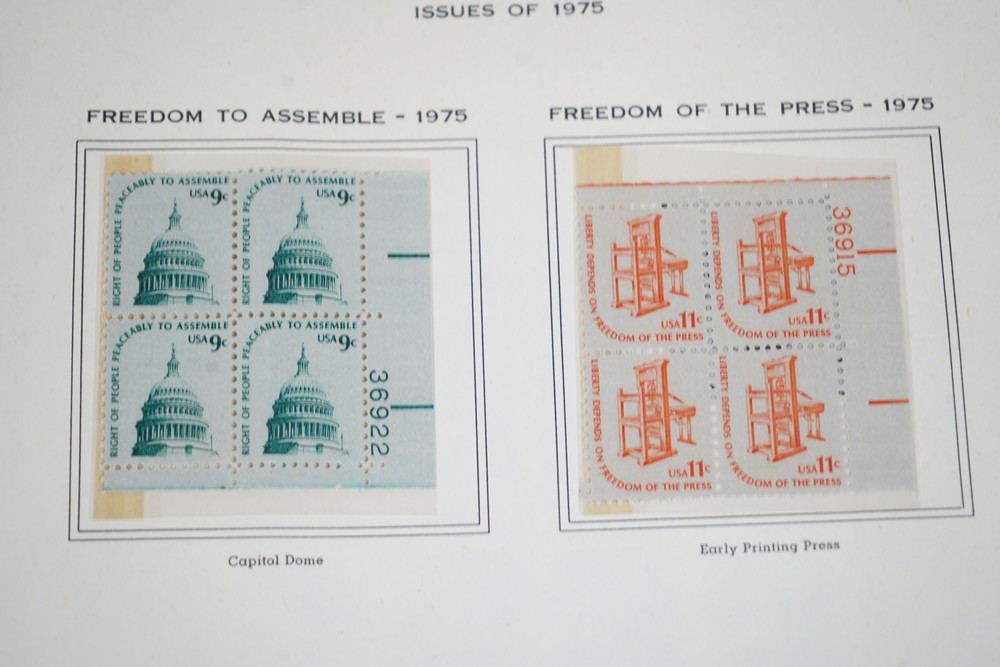 ISSUES OF 1975
FREEDOM TO ASSEMBLE - 1975
RIGHT OF PEOPLE PEACEABLY TO ASSEMBLE
USA 9c
RIGHT OF PEOPLE PEACEABLY TO ASSEMBLE
USA 9c
RIGHT OF PEOPLE PEACEABLY TO ASSEMBLE
USA 9c
RIGHT OF PEOPLE PEACEABLY TO ASSEMBLE
USA 9c
36922
Capitol Dome
FREEDOM OF THE PRESS - 1975
LIBERTY DEPENDS ON FREEDOM OF THE PRESS
USA 11c
LIBERTY DEPENDS ON FREEDOM OF THE PRESS
USA 11c
36915
LIBERTY DEPENDS ON FREEDOM OF THE PRESS
USA 11c
LIBERTY DEPENDS ON FREEDOM OF THE PRESS
USA 11c
Early Printing Press